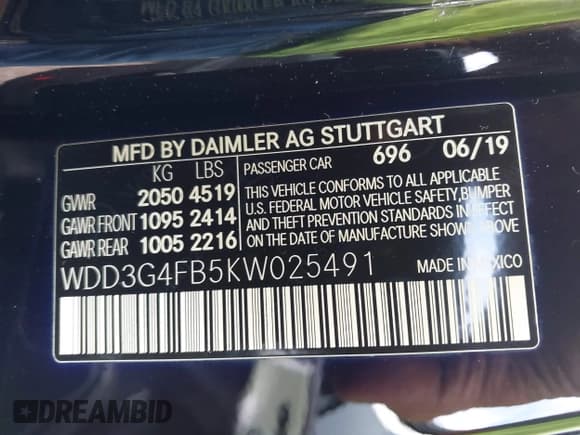 MFD BY DAIMLER AG STUTTGART
KG LBS
GVWR 2050 4519
GAWR FRONT 1095 2414
GAWR REAR 1005 2216
PASSENGER CAR 696 06/19
THIS VEHICLE CONFORMS TO ALL APPLICABLE
U.S. FEDERAL MOTOR VEHICLE SAFETY, BUMPER
AND THEFT PREVENTION STANDARDS IN EFFECT
ON THE DATE OF MANUFACTURE SHOWN ABOVE
WDD3G4FB5KW025491
MADE IN MEXICO
DREAMBID